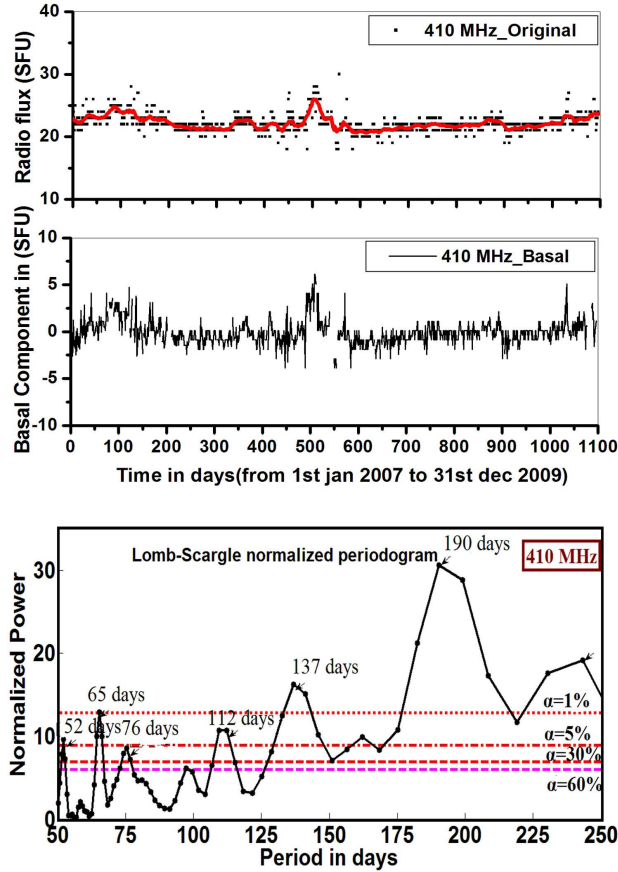 40
30
20
10
Radio flux (SFU)
410 MHz_Original
10
5
0
-5
-10
Basal Component in (SFU)
410 MHz_Basal
0 100 200 300 400 500 600 700 800 900 1000 1100
Time in days(from 1st jan 2007 to 31st dec 2009)
Lomb-Scargle normalized periodogram
190 days
410 MHz
30
20
10
0
Normalized Power
65 days
52 days
76 days
112 days
137 days
α=1%
α=5%
α=30%
α=60%
50 75 100 125 150 175 200 225 250
Period in days